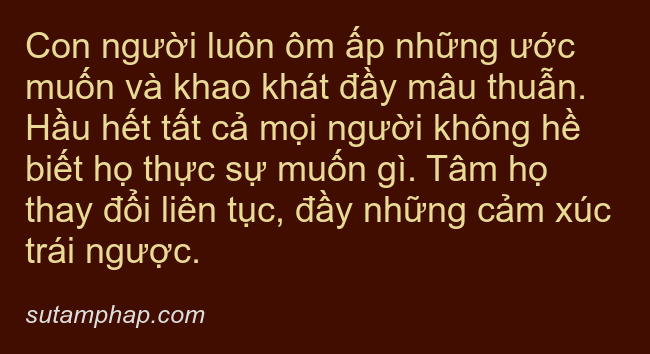 Con người luôn ôm ấp những ước
muốn và khao khát đầy mâu thuẫn.
Hầu hết tất cả mọi người không hề
biết họ thực sự muốn gì. Tâm họ
thay đổi liên tục, đầy những cảm xúc
trái ngược.
sutamphap.com